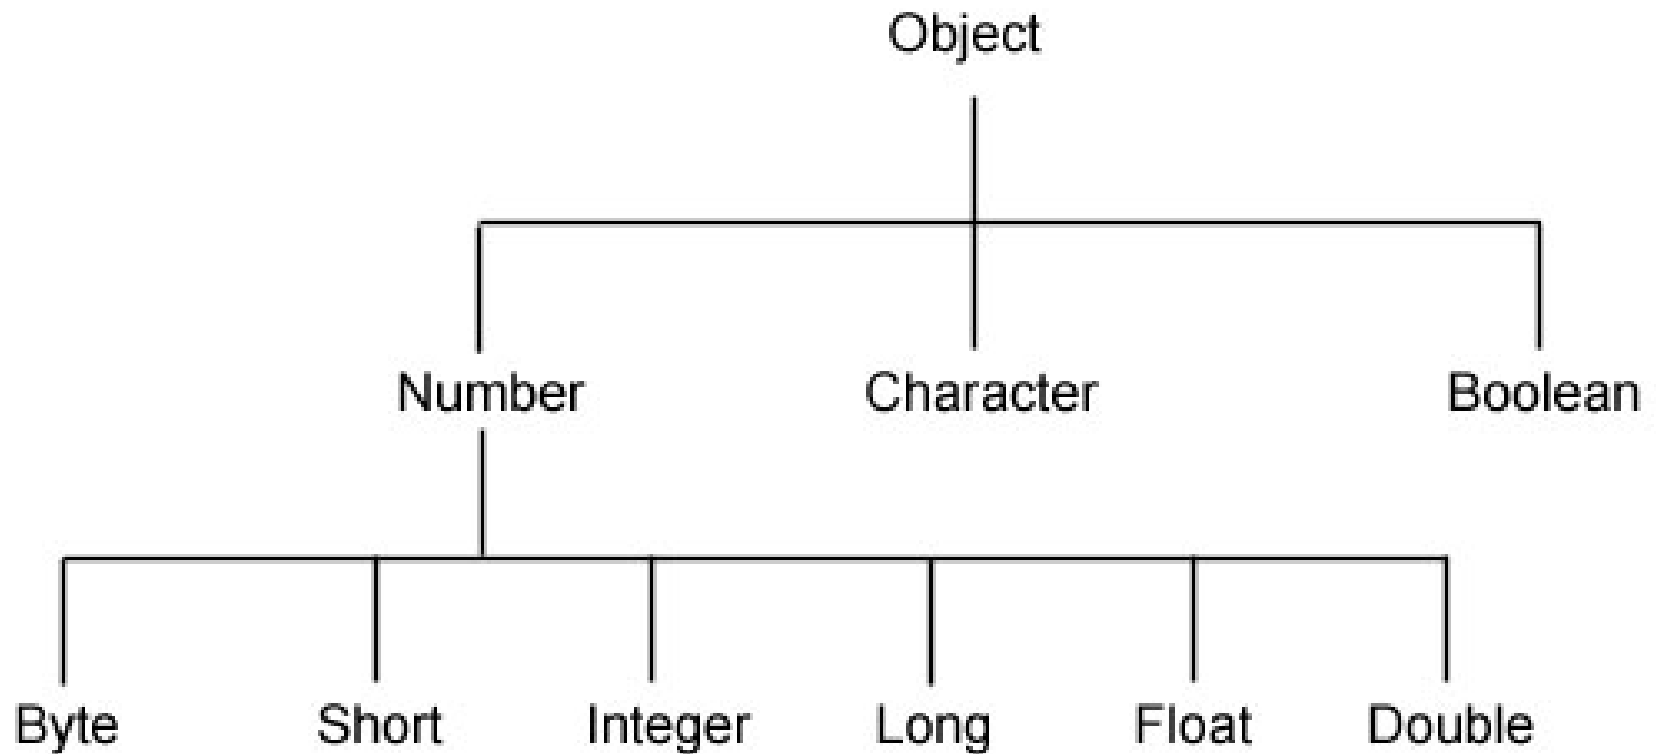 Object
Number Character Boolean
Byte Short Integer Long Float Double